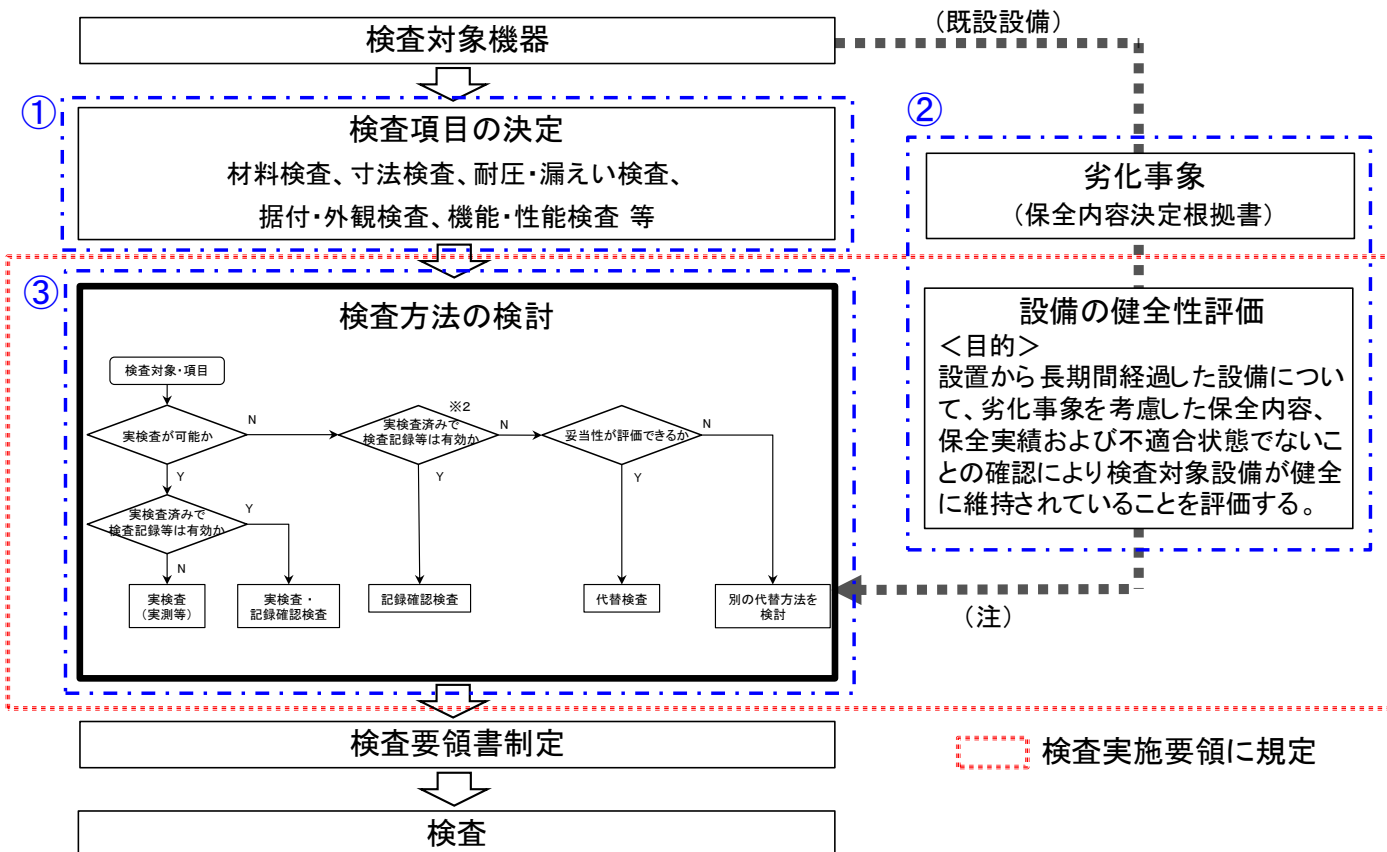 検査対象機器
（既設設備）
①
検査項目の決定
材料検査、寸法検査、耐圧・漏えい検査、
据付・外観検査、機能・性能検査 等
②
劣化事象
（保全内容決定根拠書）
設備の健全性評価
＜目的＞
設置から長期間経過した設備につい
て、劣化事象を考慮した保全内容、
保全実績および不適合状態でないこ
との確認により検査対象設備が健全
に維持されていることを評価する。
（注）
③
検査方法の検討
検査対象・項目
実検査が可能か
N
Y
※2
実検査済みで
検査記録等は有効か
N
Y
妥当性が評価できるか
N
Y
実検査済みで
検査記録等は有効か
Y
N
実検査
（実測等）
実検査・
記録確認検査
記録確認検査
代替検査
別の代替方法を
検討
検査要領書制定
検査実施要領に規定
検査